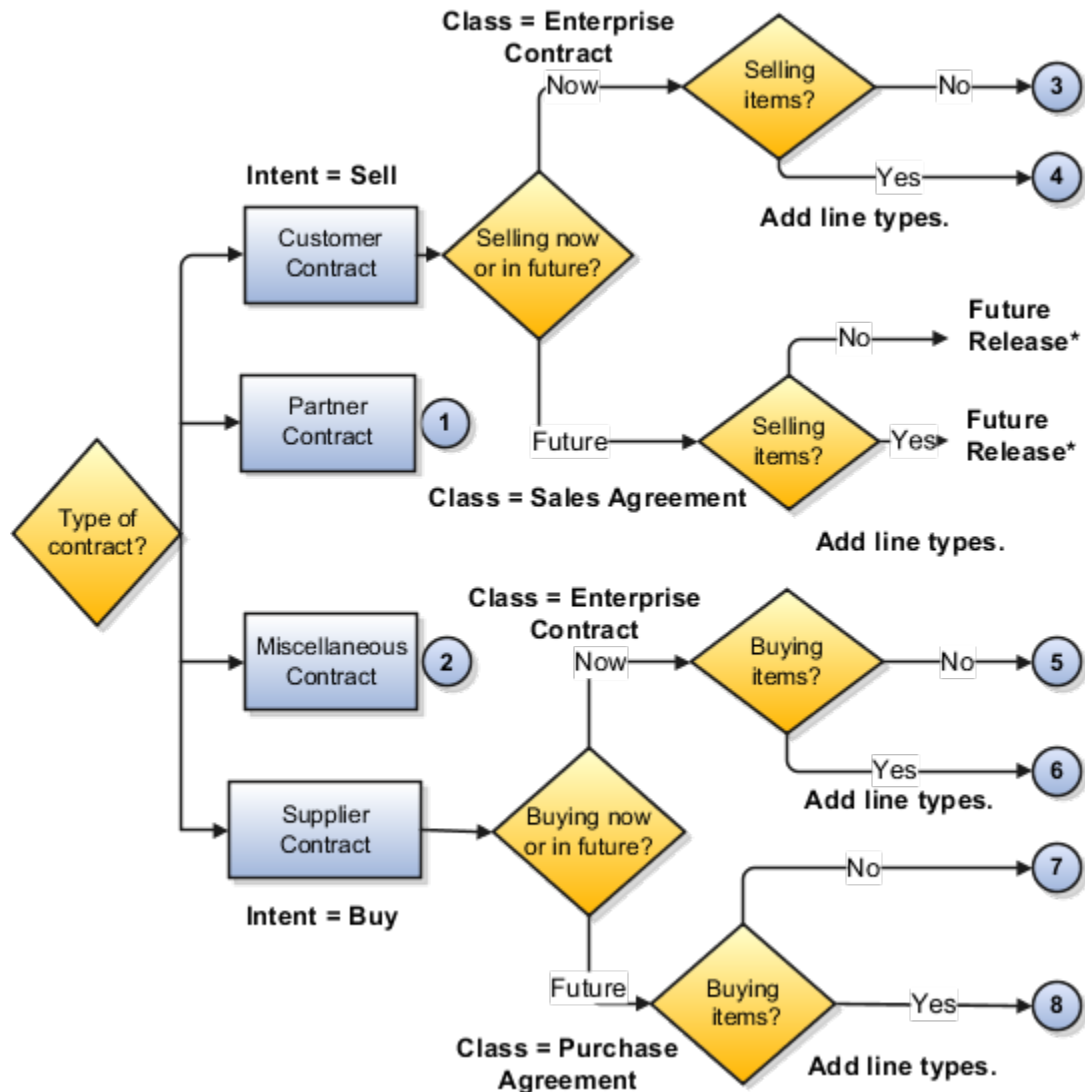 Class = Enterprise
Contract
Now
Selling
items?
No
3
Yes
4
Add line types.
Intent = Sell
Customer
Contract
Selling now
or in future?
Future
Release*
No
Partner
Contract
1
Selling
items?
Yes
Future
Release*
Future
Class = Sales Agreement
Add line types.
Type of
contract?
Class = Enterprise
Contract
Now
Buying
items?
No
5
Miscellaneous
Contract
2
Yes
6
Add line types.
Supplier
Contract
Buying now
or in future?
Intent = Buy
No
7
Future
Buying
items?
Yes
8
Class = Purchase
Agreement
Add line types.